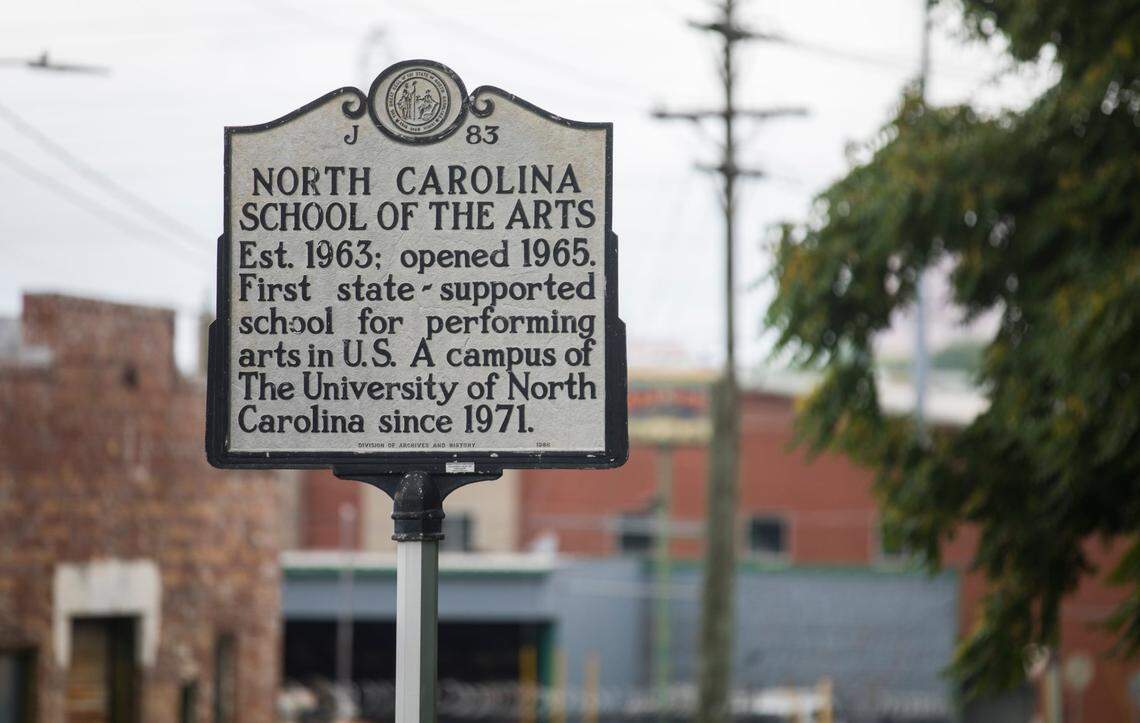 J 83
NORTH CAROLINA
SCHOOL OF THE ARTS
Est. 1963; opened 1965.
First state-supported
school for performing
arts in U.S. A campus of
The University of North
Carolina since 1971.
DIVISION OF ARCHIVES AND HISTORY